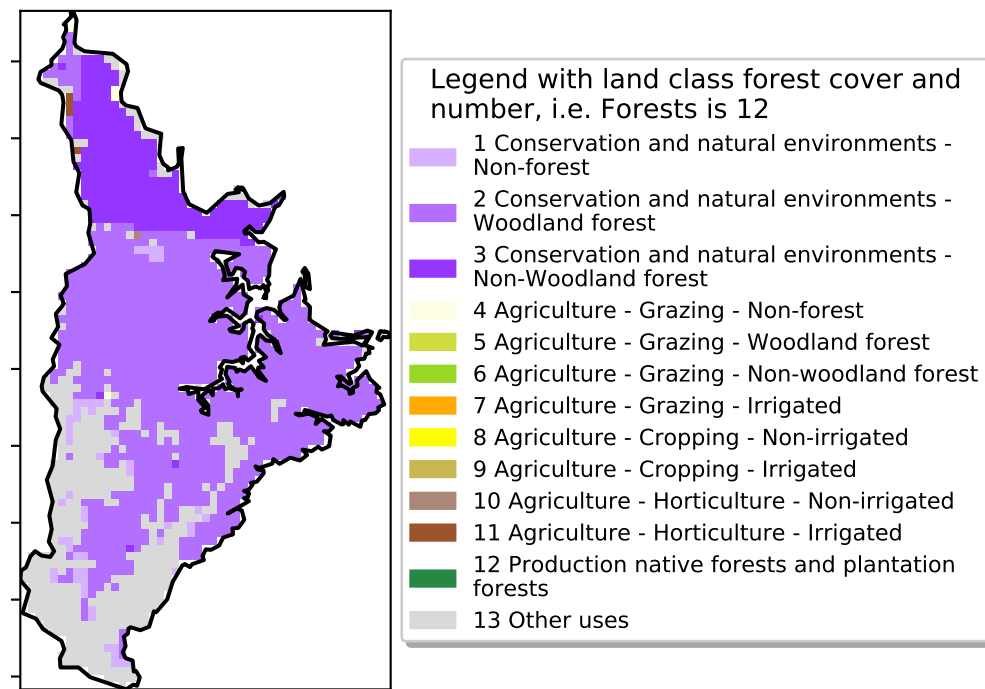 Legend with land class forest cover and
number, i.e. Forests is 12
1 Conservation and natural environments -
Non-forest
2 Conservation and natural environments -
Woodland forest
3 Conservation and natural environments -
Non-Woodland forest
4 Agriculture - Grazing - Non-forest
5 Agriculture - Grazing - Woodland forest
6 Agriculture - Grazing - Non-woodland forest
7 Agriculture - Grazing - Irrigated
8 Agriculture - Cropping - Non-irrigated
9 Agriculture - Cropping - Irrigated
10 Agriculture - Horticulture - Non-irrigated
11 Agriculture - Horticulture - Irrigated
12 Production native forests and plantation
forests
13 Other uses